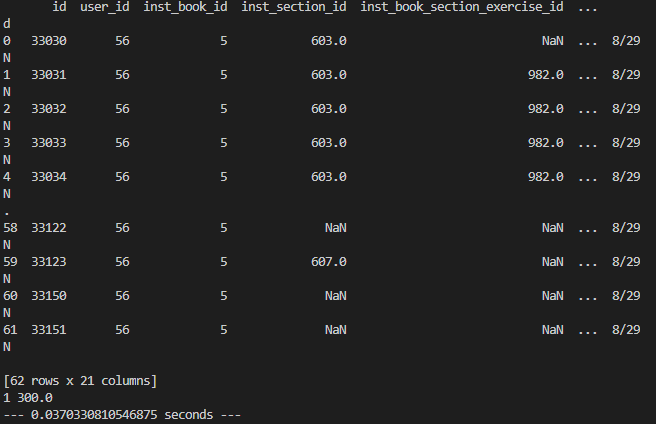 id user_id inst_book_id inst_section_id inst_book_section_exercise_id ...
d
0 33030 56 5 603.0 NaN ... 8/29
N
1 33031 56 5 603.0 982.0 ... 8/29
N
2 33032 56 5 603.0 982.0 ... 8/29
N
3 33033 56 5 603.0 982.0 ... 8/29
N
4 33034 56 5 603.0 982.0 ... 8/29
N
.
58 33122 56 5 NaN NaN ... 8/29
N
59 33123 56 5 607.0 NaN ... 8/29
N
60 33150 56 5 NaN NaN ... 8/29
N
61 33151 56 5 NaN NaN ... 8/29
N
[62 rows x 21 columns]
1 300.0
--- 0.0370330810546875 seconds ---